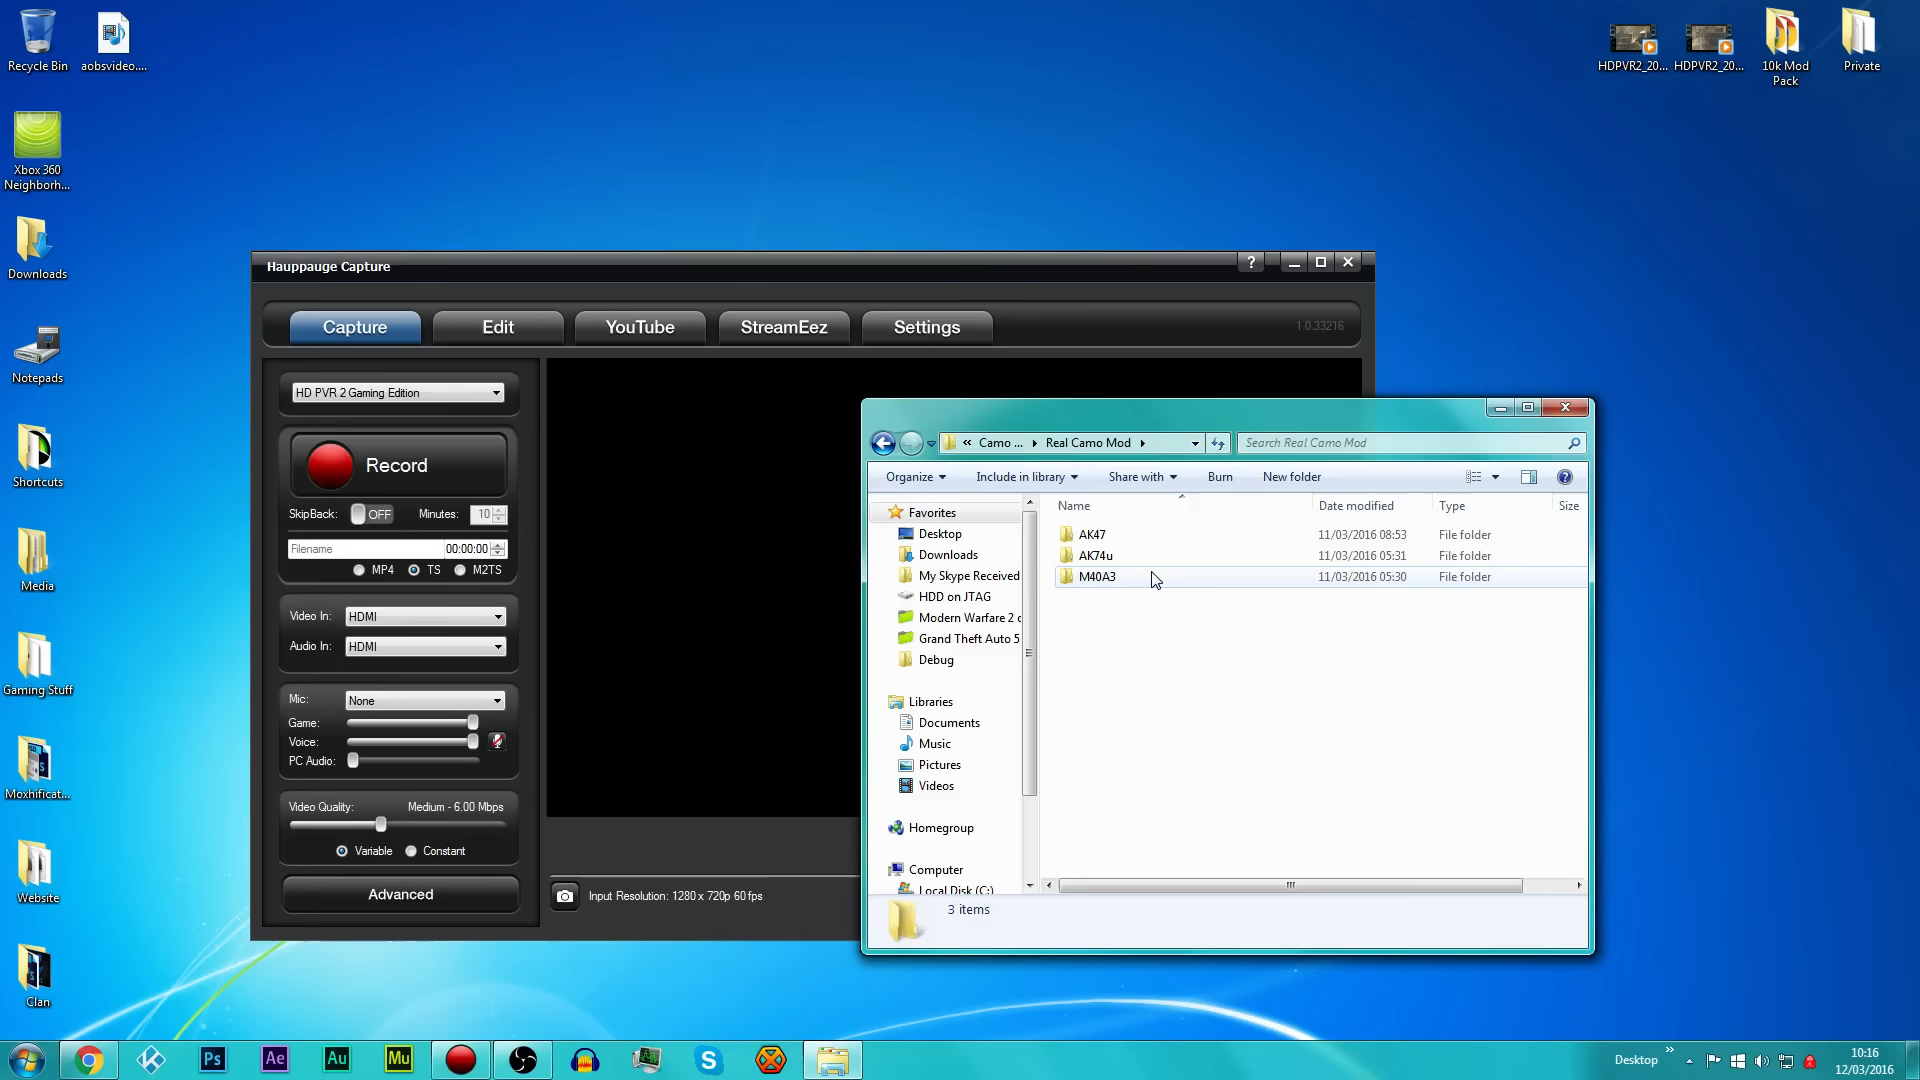 Recycle Bin
aobsvideo....
HDPVR2_20...
HDPVR2_20...
10k Mod
Pack
Private
Xbox 360
Neighborh...
Downloads
Notepads
Shortcuts
Media
Gaming Stuff
Moxhificat...
Website
Clan
Hauppauge Capture
?
Capture
Edit
YouTube
StreamEez
Settings
1.0.33216
HD PVR 2 Gaming Edition
Record
SkipBack:
OFF
Minutes:
10
Filename
00:00:00
MP4
TS
M2TS
Video In:
HDMI
Audio In:
HDMI
Mic:
None
Game:
Voice:
PC Audio:
Video Quality:
Medium - 6.00 Mbps
Variable
Constant
Advanced
Input Resolution: 1280 x 720p 60 fps
« Camo ...
Real Camo Mod
Search Real Camo Mod
Organize
Include in library
Share with
Burn
New folder
Name
Date modified
Type
Size
AK47
11/03/2016 08:53
File folder
AK74u
11/03/2016 05:31
File folder
M40A3
11/03/2016 05:30
File folder
Favorites
Desktop
Downloads
My Skype Received
HDD on JTAG
Modern Warfare 2 c
Grand Theft Auto 5
Debug
Libraries
Documents
Music
Pictures
Videos
Homegroup
Computer
Local Disk (C:)
3 items
Ps
Ae
Au
Mu
Desktop
»
10:16
12/03/2016